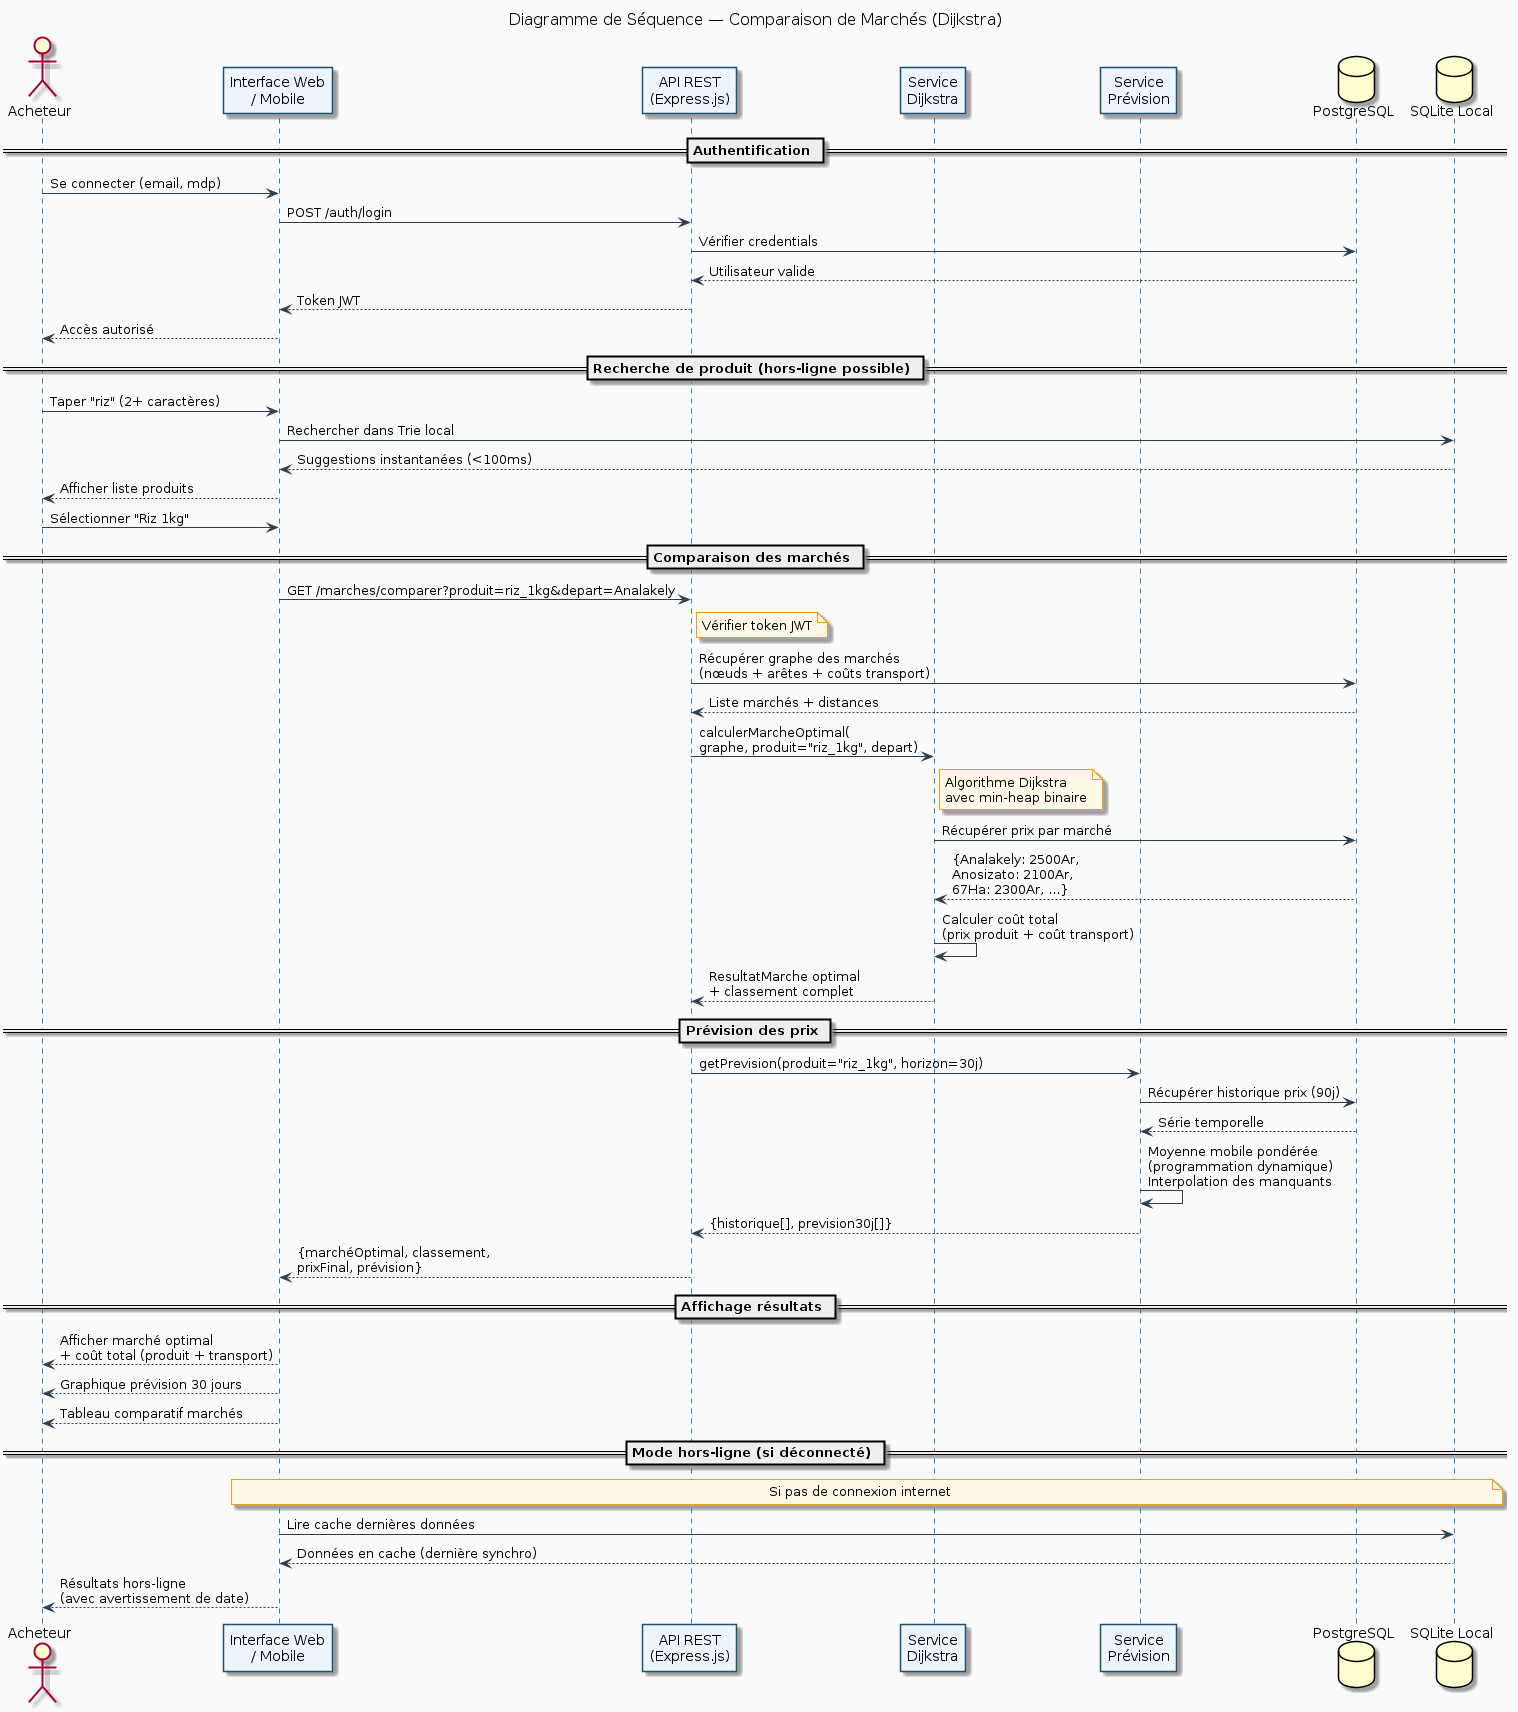 Diagramme de Séquence — Comparaison de Marchés (Dijkstra)
Acheteur
Interface Web
/ Mobile
API REST
(Express.js)
Service
Dijkstra
Service
Prévision
PostgreSQL
SQLite Local
Authentification
Se connecter (email, mdp)
POST /auth/login
Vérifier credentials
Utilisateur valide
Token JWT
Accès autorisé
Recherche de produit (hors-ligne possible)
Taper "riz" (2+ caractères)
Rechercher dans Trie local
Suggestions instantanées (<100ms)
Afficher liste produits
Sélectionner "Riz 1kg"
Comparaison des marchés
GET /marches/comparer?produit=riz_1kg&depart=Analakely
Vérifier token JWT
Récupérer graphe des marchés
(nœuds + arêtes + coûts transport)
Liste marchés + distances
calculerMarcheOptimal(
graphe, produit="riz_1kg", depart)
Algorithme Dijkstra
avec min-heap binaire
Récupérer prix par marché
{Analakely: 2500Ar,
Anosizato: 2100Ar,
67Ha: 2300Ar, ...}
Calculer coût total
(prix produit + coût transport)
ResultatMarche optimal
+ classement complet
Prévision des prix
getPrevision(produit="riz_1kg", horizon=30j)
Récupérer historique prix (90j)
Série temporelle
Moyenne mobile pondérée
(programmation dynamique)
Interpolation des manquants
{historique[], prevision30j[]}
{marchéOptimal, classement,
prixFinal, prévision}
Affichage résultats
Afficher marché optimal
+ coût total (produit + transport)
Graphique prévision 30 jours
Tableau comparatif marchés
Mode hors-ligne (si déconnecté)
Si pas de connexion internet
Lire cache dernières données
Données en cache (dernière synchro)
Résultats hors-ligne
(avec avertissement de date)
Acheteur
Interface Web
/ Mobile
API REST
(Express.js)
Service
Dijkstra
Service
Prévision
PostgreSQL
SQLite Local